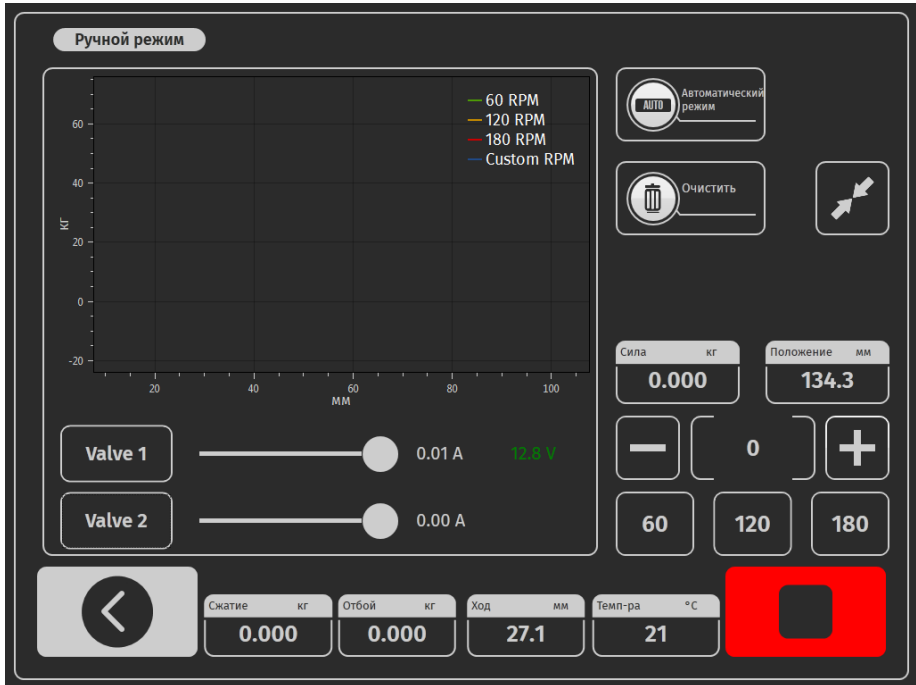 Ручной режим
60 RPM
120 RPM
180 RPM
Custom RPM
60
40
20
0
-20
кг
20 40 60 80 100
мм
AUTO
Автоматический
режим
Очистить
Сила кг
0.000
Положение мм
134.3
0
60 120 180
Valve 1 0.01 A 12.8 V
Valve 2 0.00 A
Сжатие кг
0.000
Отбой кг
0.000
Ход мм
27.1
Темп-ра °C
21